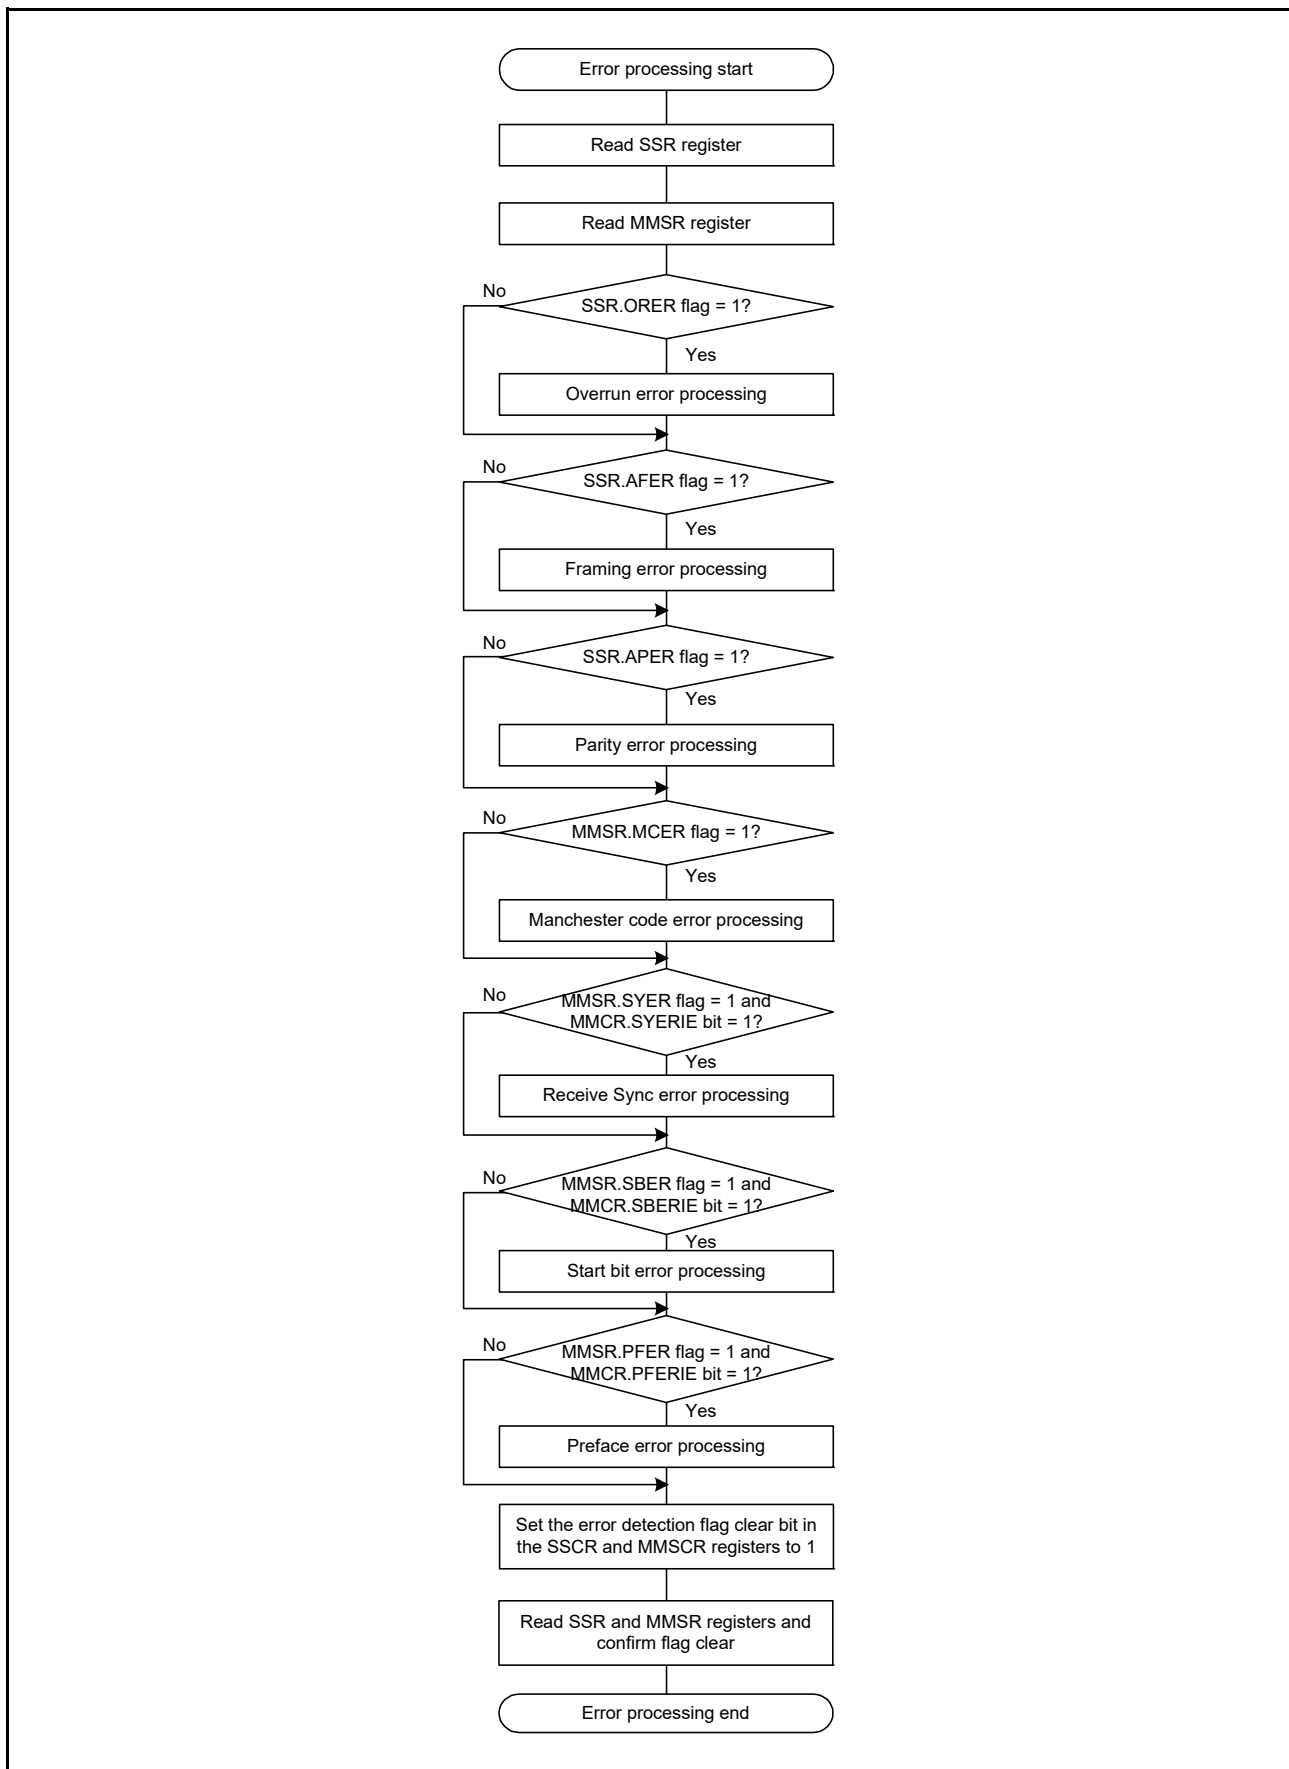 Error processing start
Read SSR register
Read MMSR register
No
SSR.ORER flag = 1?
Yes
Overrun error processing
No
SSR.AFER flag = 1?
Yes
Framing error processing
No
SSR.APER flag = 1?
Yes
Parity error processing
No
MMSR.MCER flag = 1?
Yes
Manchester code error processing
No
MMSR.SYER flag = 1 and
MMCR.SYERIE bit = 1?
Yes
Receive Sync error processing
No
MMSR.SBER flag = 1 and
MMCR.SBERIE bit = 1?
Yes
Start bit error processing
No
MMSR.PFER flag = 1 and
MMCR.PFERIE bit = 1?
Yes
Preface error processing
Set the error detection flag clear bit in
the SSCR and MMSCR registers to 1
Read SSR and MMSR registers and
confirm flag clear
Error processing end